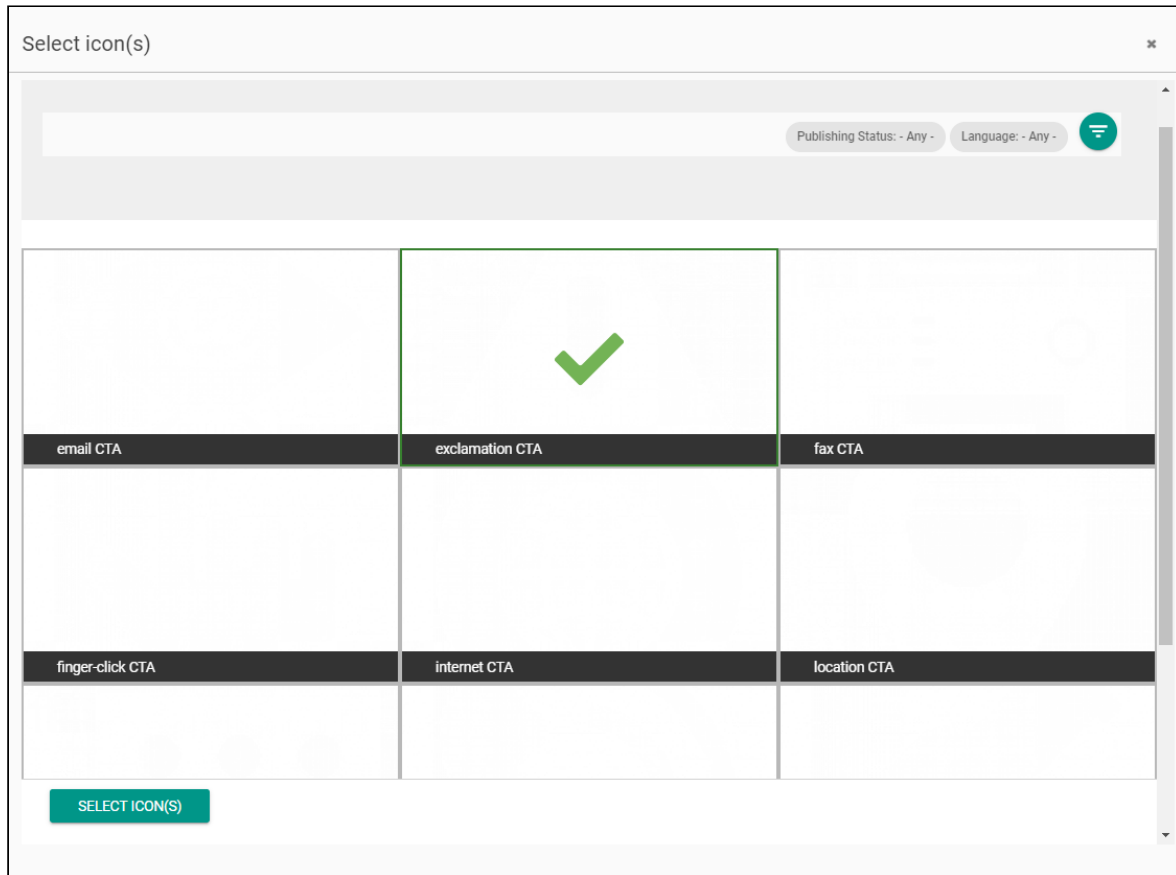 Select icon(s)
Publishing Status: - Any - Language: - Any -
email CTA
exclamation CTA
fax CTA
finger-click CTA
internet CTA
location CTA
SELECT ICON(S)